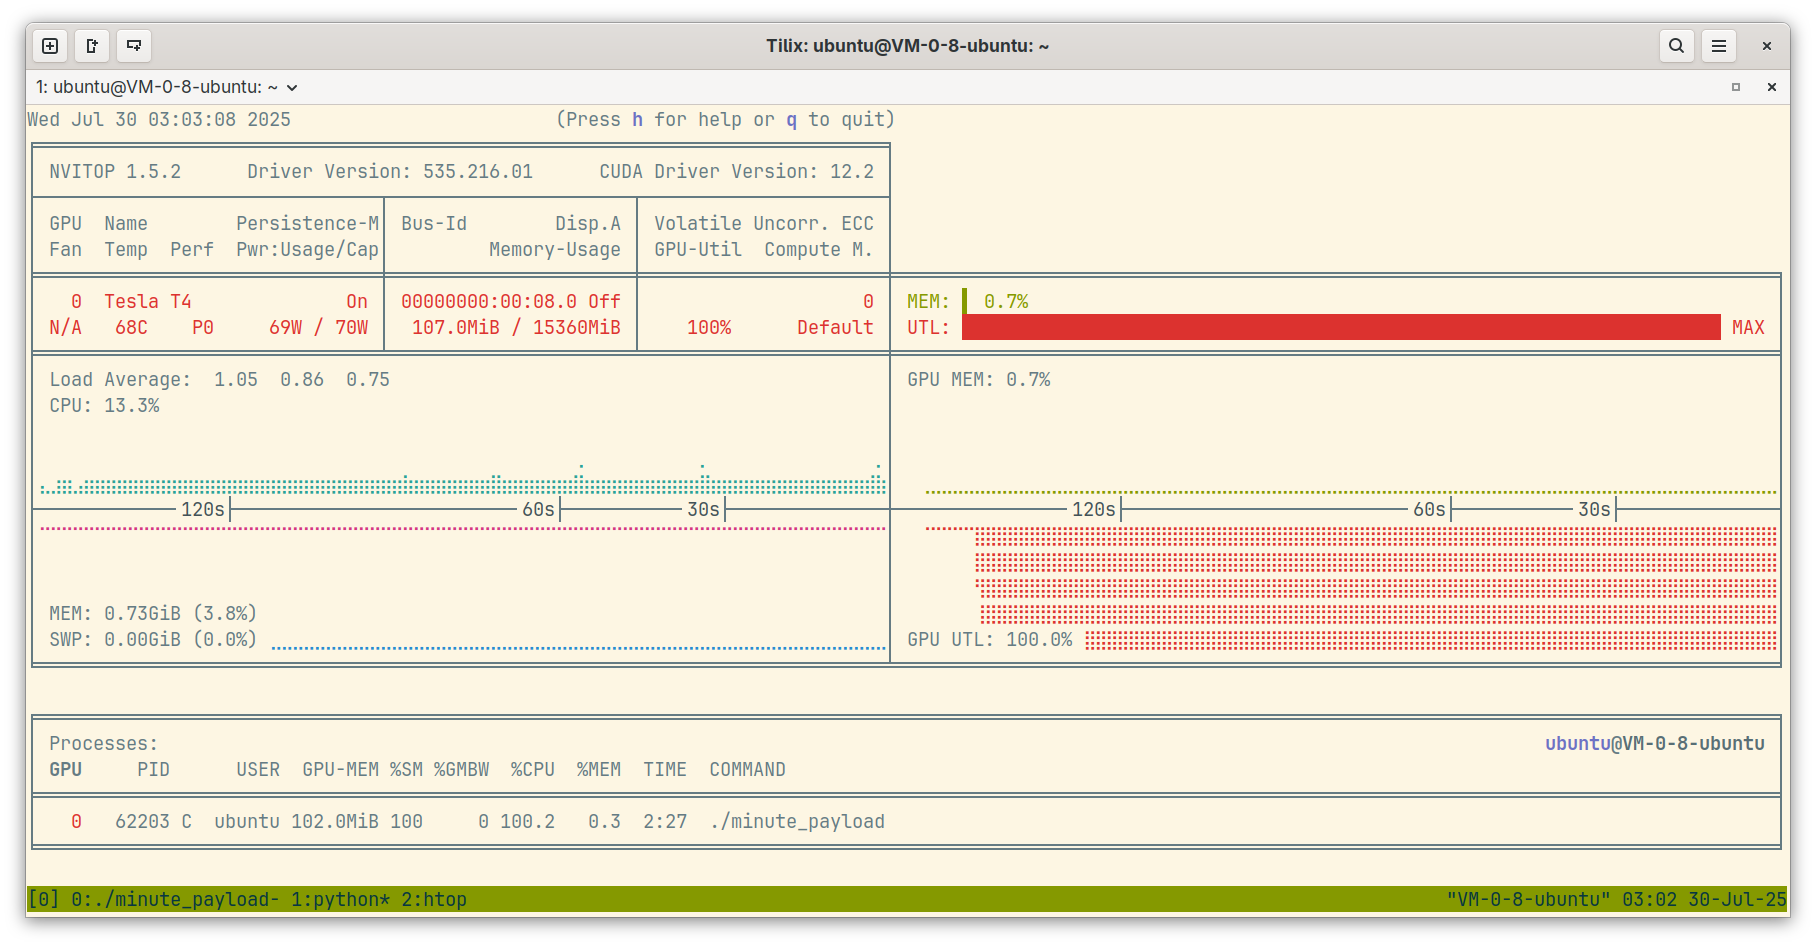 Tilix: ubuntu@VM-0-8-ubuntu: ~
1: ubuntu@VM-0-8-ubuntu: ~
Wed Jul 30 03:03:08 2025 (Press h for help or q to quit)
NVITOP 1.5.2 Driver Version: 535.216.01 CUDA Driver Version: 12.2
GPU Name Persistence-M Bus-Id Disp.A Volatile Uncorr. ECC
Fan Temp Perf Pwr:Usage/Cap Memory-Usage GPU-Util Compute M.
0 Tesla T4 On 00000000:00:08.0 Off 0 MEM: 0.7%
N/A 68C P0 69W / 70W 107.0MiB / 15360MiB 100% Default UTL: MAX
Load Average: 1.05 0.86 0.75 GPU MEM: 0.7%
CPU: 13.3%
120s 60s 30s 120s 60s 30s
MEM: 0.73GiB (3.8%)
SWP: 0.00GiB (0.0%) GPU UTL: 100.0%
Processes: ubuntu@VM-0-8-ubuntu
GPU PID USER GPU-MEM %SM %GMBW %CPU %MEM TIME COMMAND
0 62203 C ubuntu 102.0MiB 100 0 100.2 0.3 2:27 ./minute_payload
[0] 0:./minute_payload- 1:python* 2:htop "VM-0-8-ubuntu" 03:02 30-Jul-25